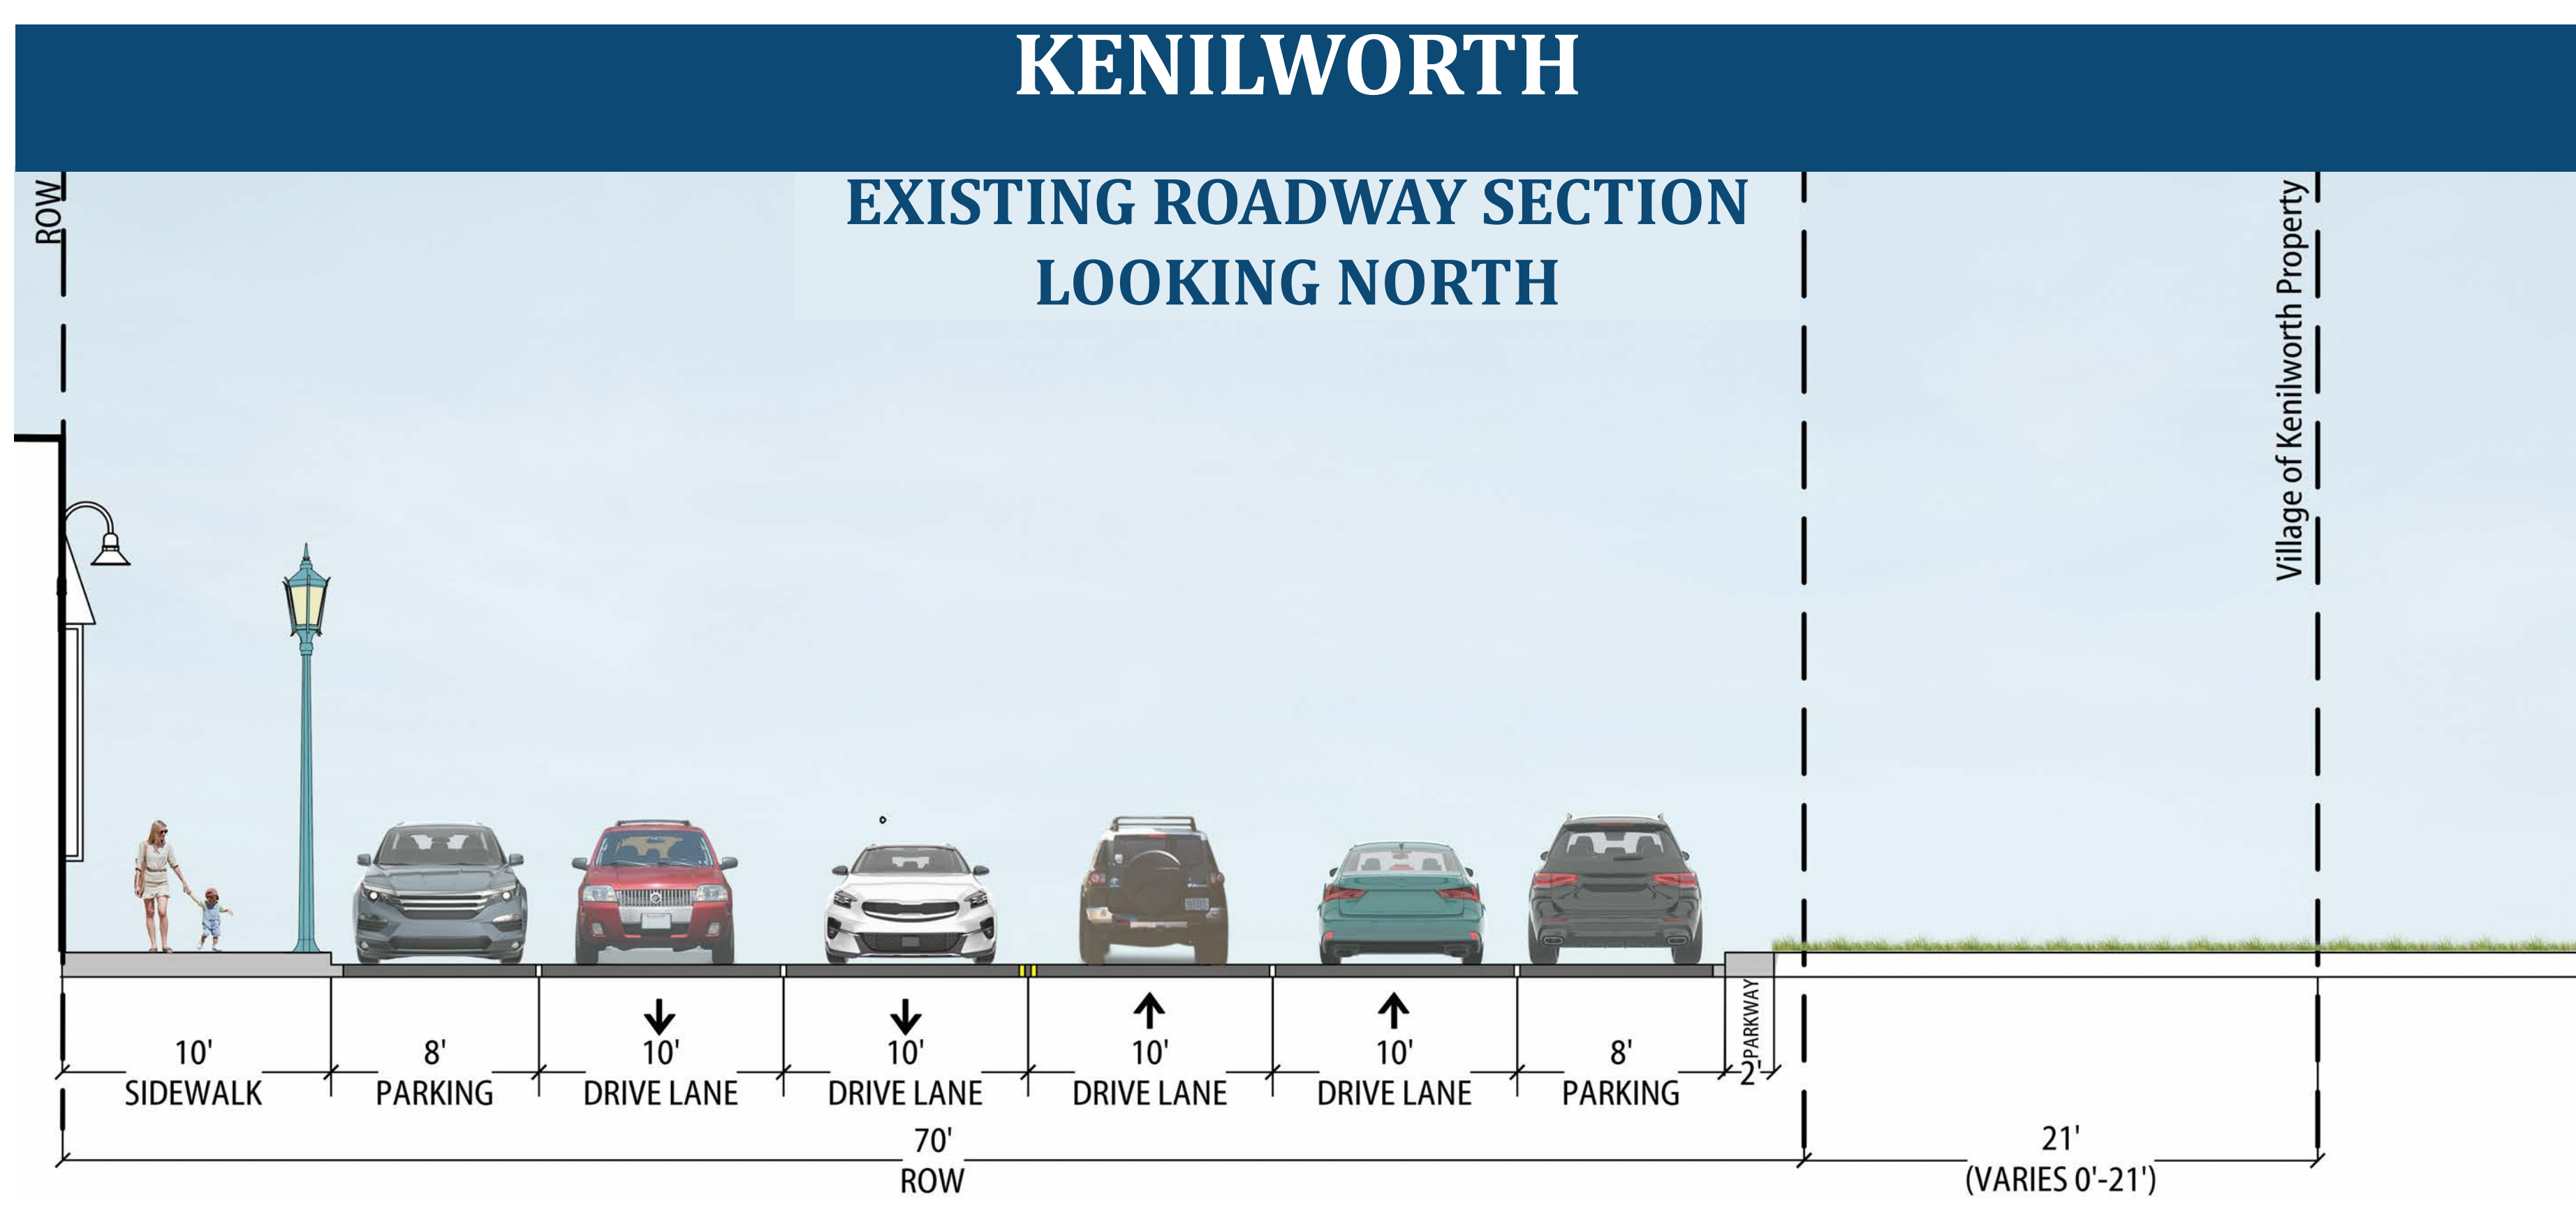 KENILWORTH
EXISTING ROADWAY SECTION
LOOKING NORTH
ROW
Village of Kenilworth Property
10'
SIDEWALK
8'
PARKING
10'
DRIVE LANE
10'
DRIVE LANE
10'
DRIVE LANE
10'
DRIVE LANE
8'
PARKING
PARKWAY
2'
70'
ROW
21'
(VARIES 0'-21')